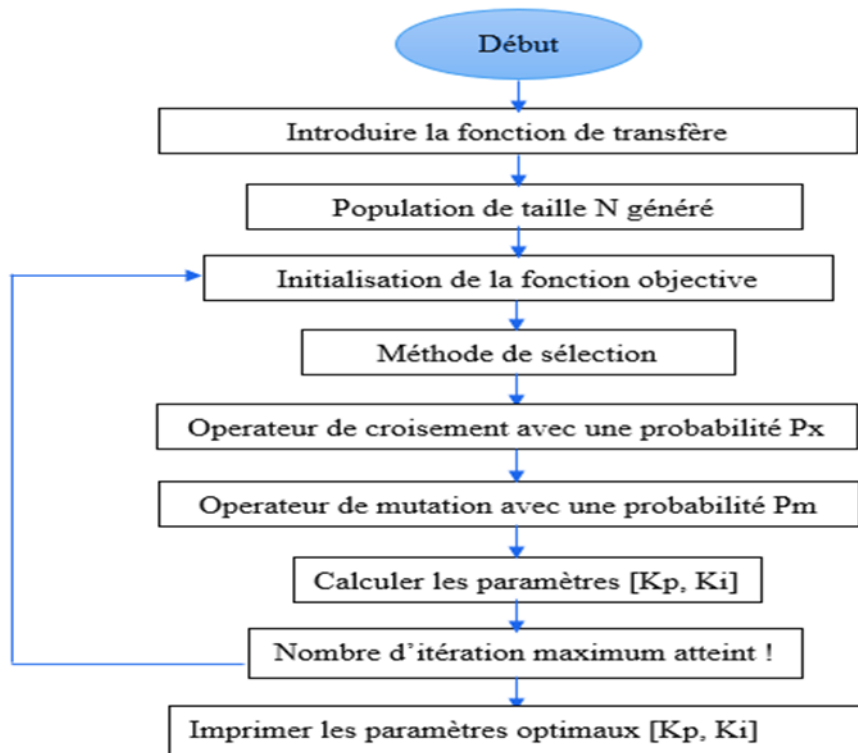 Début
Introduire la fonction de transfère
Population de taille N généré
Initialisation de la fonction objective
Méthode de sélection
Operateur de croisement avec une probabilité Px
Operateur de mutation avec une probabilité Pm
Calculer les paramètres [Kp, Ki]
Nombre d’itération maximum atteint !
Imprimer les paramètres optimaux [Kp, Ki]